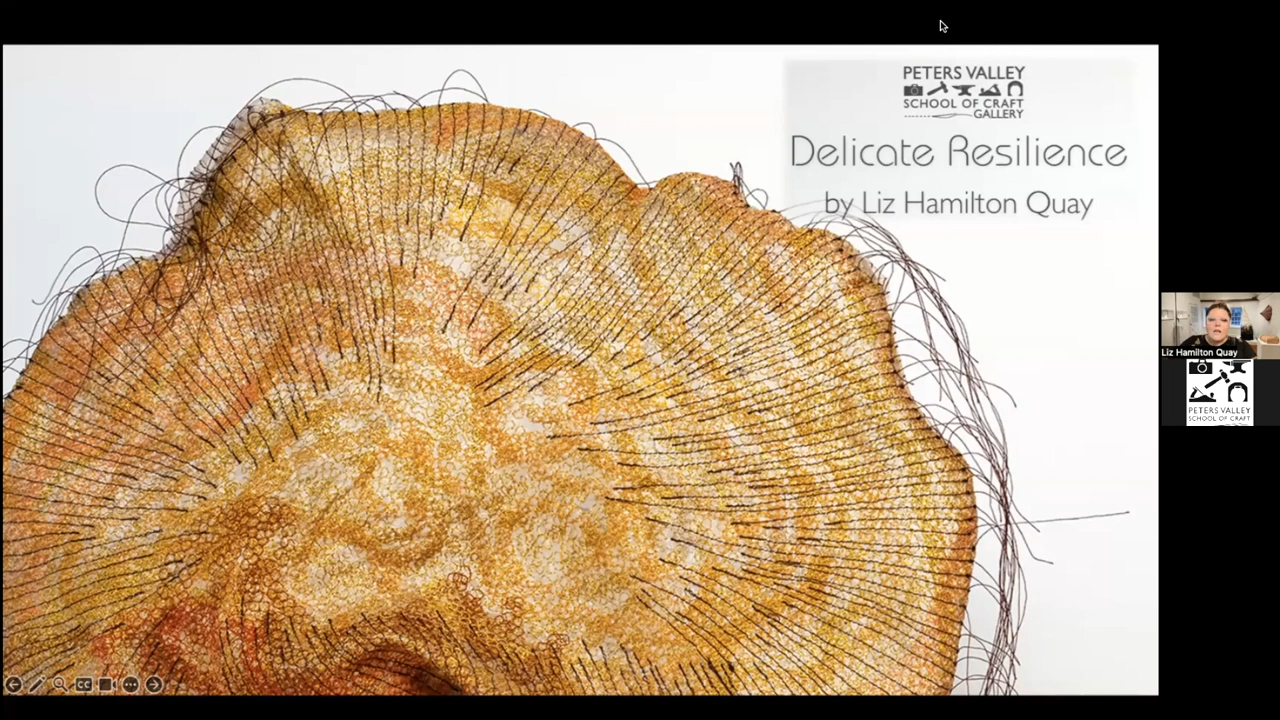 PETERS VALLEY
SCHOOL OF CRAFT
GALLERY
Delicate Resilience
by Liz Hamilton Quay
Liz Hamilton Quay
PETERS VALLEY
SCHOOL OF CRAFT
CC